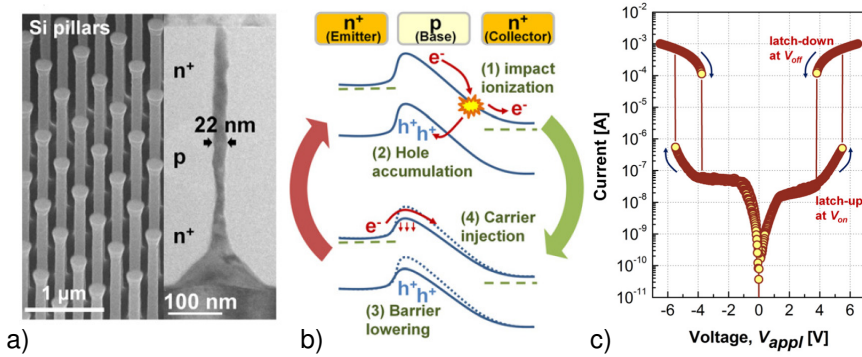 Si pillars
n+
22 nm
p
n+
1 µm
100 nm
a)
n+
(Emitter)
p
(Base)
n+
(Collector)
e-
(1) impact
ionization
e-
h+h+
(2) Hole
accumulation
e-
(4) Carrier
injection
h+
h+
(3) Barrier
lowering
b)
10-3
10-4
10-5
10-6
10-7
10-8
10-9
10-10
10-11
Current [A]
latch-down
at Voff
latch-up
at Von
-6 -4 -2 0 2 4 6
Voltage, Vappl [V]
c)